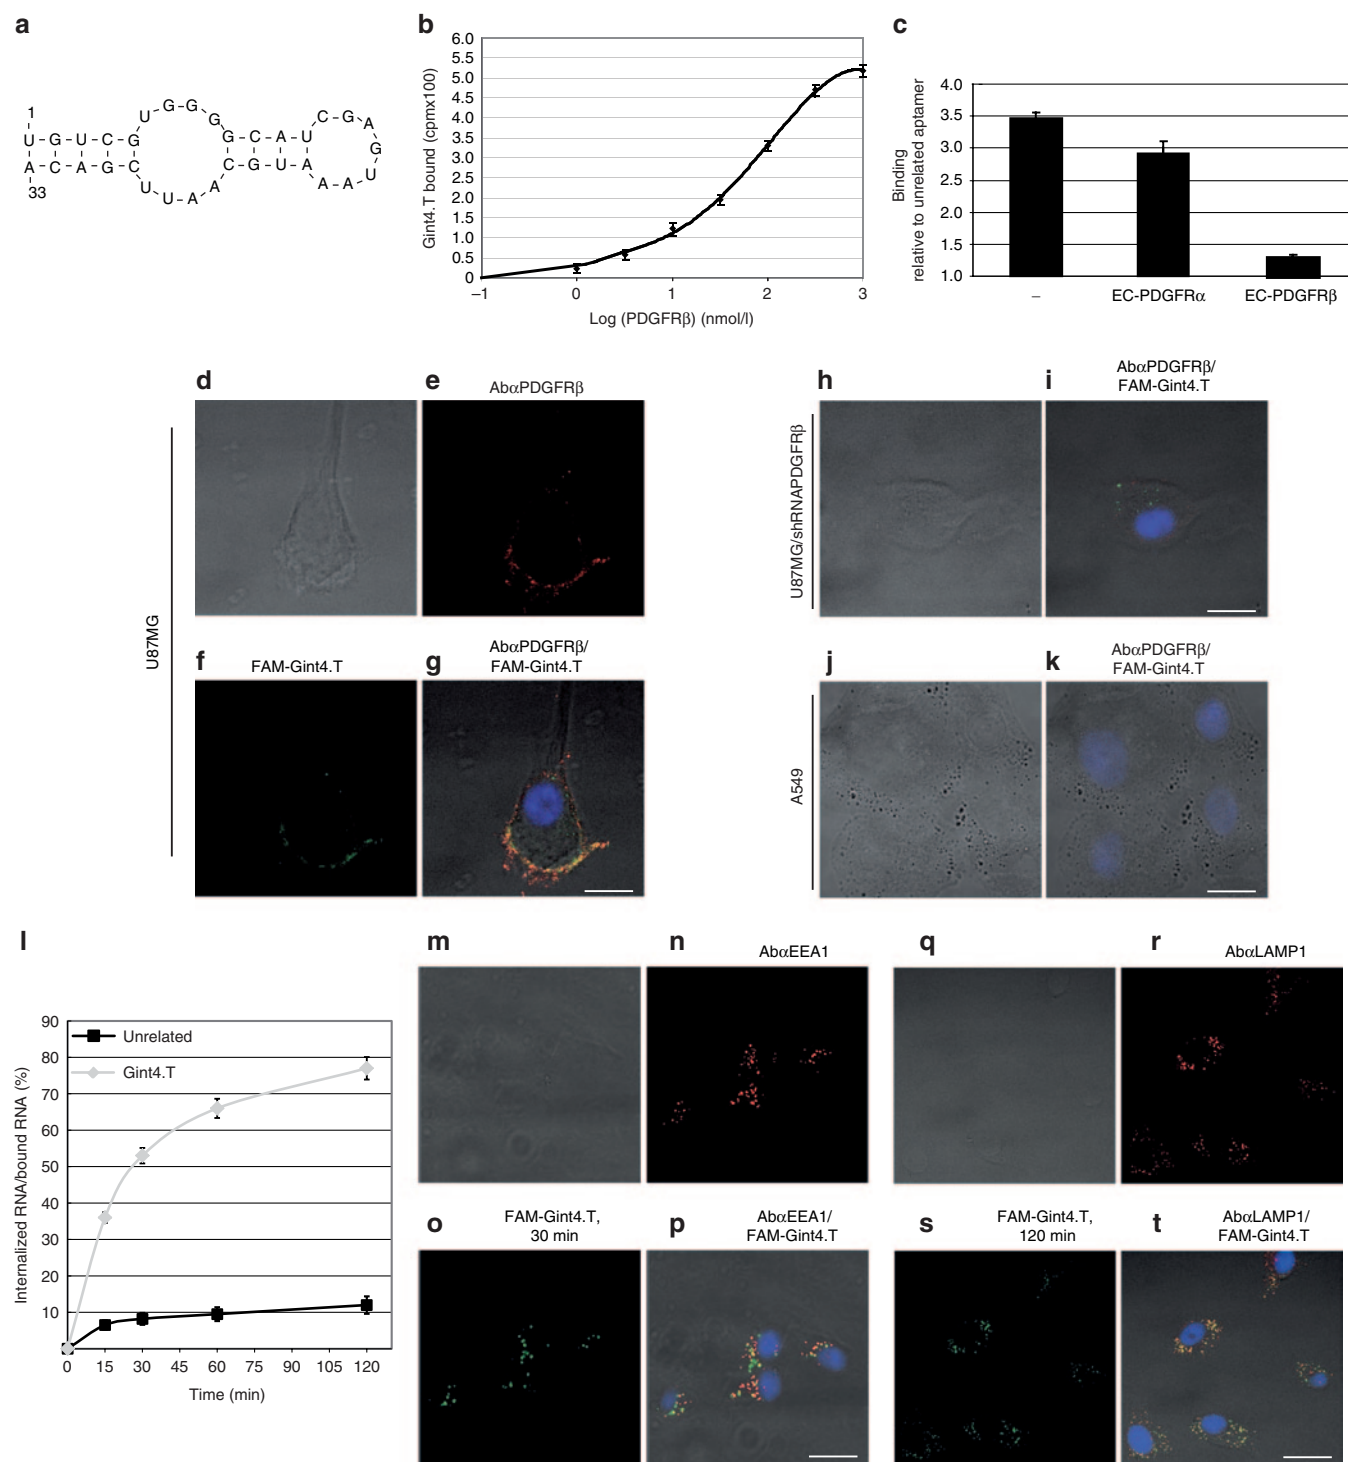 a
1
U-G-U-C-G
U-G-G-G
G-C-A-U
C-G-A-G-U
A-C-A-G-C
U-U-A-A
C-G-U-A
A-A-A
33
b
Gint4.T bound (cpmx100)
6.0
5.5
5.0
4.5
4.0
3.5
3.0
2.5
2.0
1.5
1.0
0.5
0
–1 0 1 2 3
Log (PDGFRβ) (nmol/l)
c
Binding
relative to unrelated aptamer
4.0
3.5
3.0
2.5
2.0
1.5
1.0
– EC-PDGFRα EC-PDGFRβ
U87MG
d
e
AbαPDGFRβ
f
FAM-Gint4.T
g
AbαPDGFRβ/
FAM-Gint4.T
U87MG/shRNAPDGFRβ
h
i
AbαPDGFRβ/
FAM-Gint4.T
A549
j
k
AbαPDGFRβ/
FAM-Gint4.T
l
Internalized RNA/bound RNA (%)
90
80
70
60
50
40
30
20
10
Unrelated
Gint4.T
0 15 30 45 60 75 90 105 120
Time (min)
m
n
AbαEEA1
o
FAM-Gint4.T,
30 min
p
AbαEEA1/
FAM-Gint4.T
q
r
AbαLAMP1
s
FAM-Gint4.T,
120 min
t
AbαLAMP1/
FAM-Gint4.T